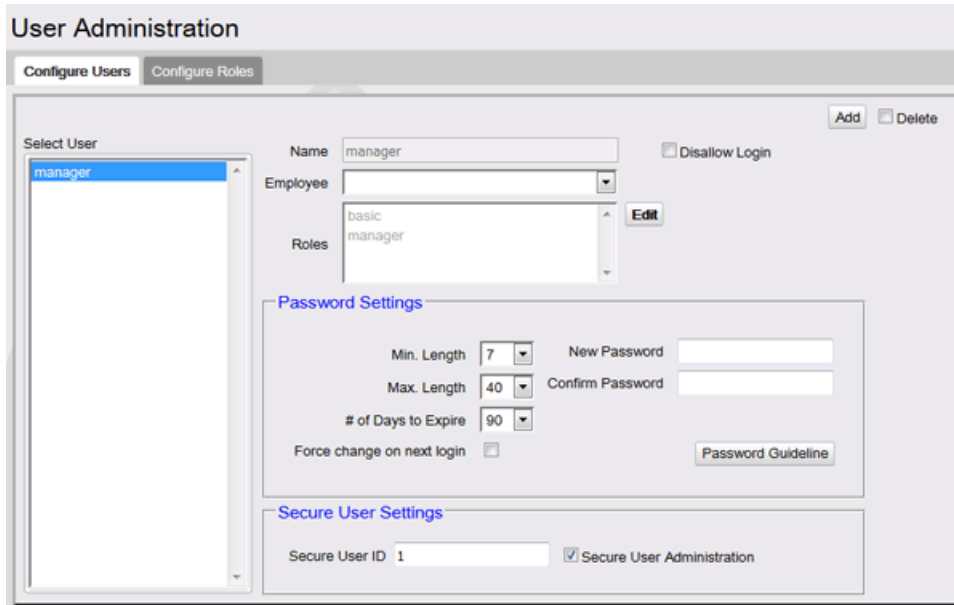 User Administration
Configure Users Configure Roles
Add Delete
Select User
manager
Name manager Disallow Login
Employee
Roles basic Edit
manager
Password Settings
Min. Length 7 New Password
Max. Length 40 Confirm Password
# of Days to Expire 90
Force change on next login Password Guideline
Secure User Settings
Secure User ID 1 Secure User Administration